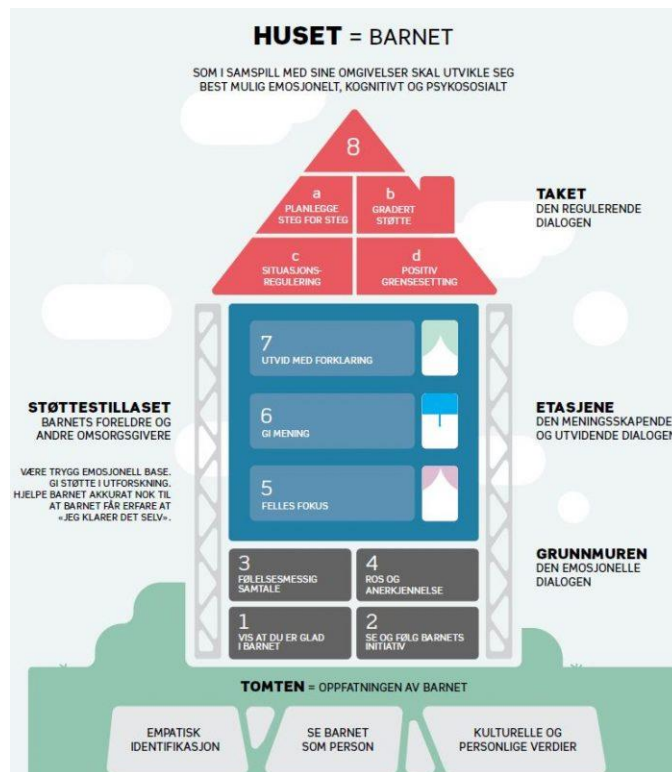 HUSET = BARNET
SOM I SAMSPILL MED SINE OMGIVELSER SKAL UTVIKLE SEG
BEST MULIG EMOSJONELT, KOGNITIVT OG PSYKOSOSIALT
8
a
PLANLEGGE
STEG FOR STEG
b
GRADERT
STØTTE
c
SITUASJONS-
REGULERING
d
POSITIV
GRENSESETTING
TAKET
DEN REGULERENDE
DIALOGEN
7
UTVID MED FORKLARING
6
GI MENING
5
FELLES FOKUS
STØTTESTILLASET
BARNETS FORELDRE OG
ANDRE OMSORGSGIVERE
VÆRE TRYGG EMOSJONELL BASE.
GI STØTTE I UTFORSKNING.
HJELPE BARNET AKKURAT NOK TIL
AT BARNET FÅR ERFARE AT
«JEG KLARER DET SELV».
ETASJENE
DEN MENINGSSKAPENDE
OG UTVIDENDE DIALOGEN
3
FØLELSESMESSIG
SAMTALE
4
ROS OG
ANERKJENNELSE
1
VIS AT DU ER GLAD
I BARNET
2
SE OG FØLG BARNETS
INITIATIV
GRUNNMUREN
DEN EMOSJONELLE
DIALOGEN
TOMTEN = OPPFATNINGEN AV BARNET
EMPATISK
IDENTIFIKASJON
SE BARNET
SOM PERSON
KULTURELLE OG
PERSONLIGE VERDIER